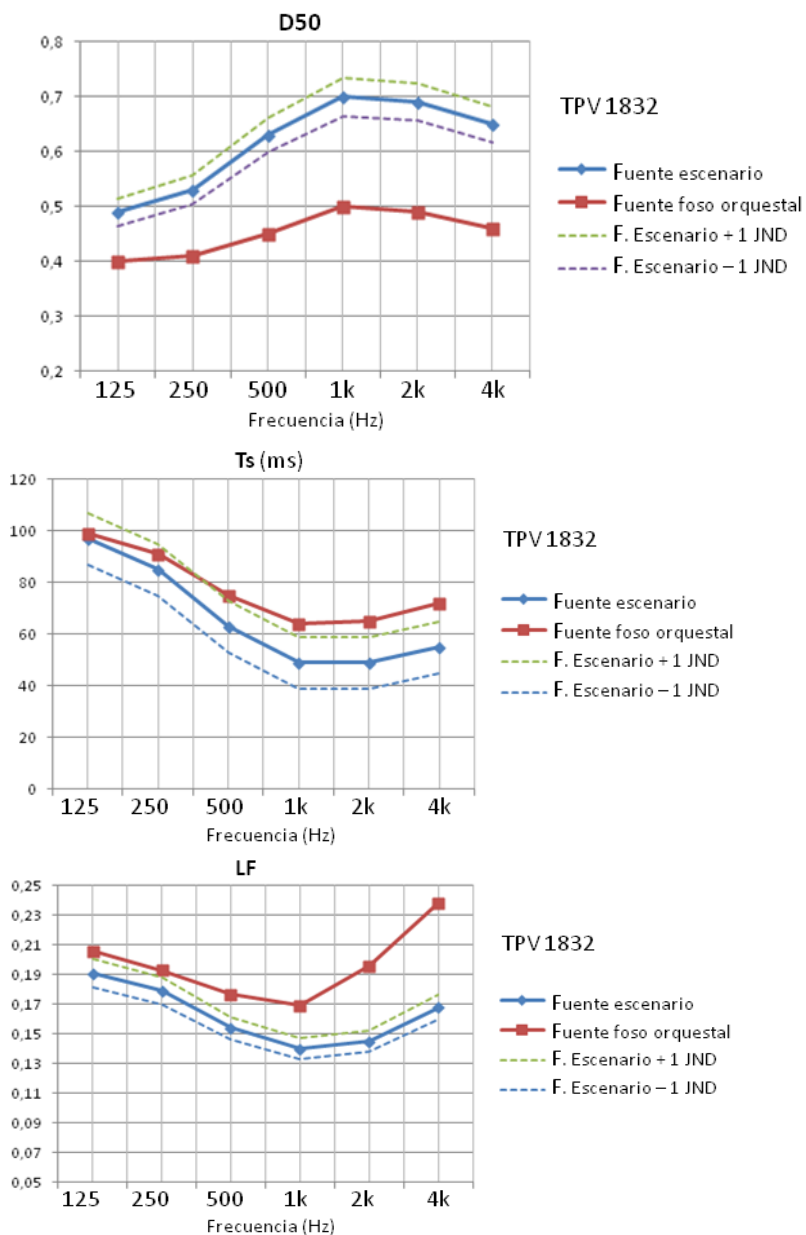 D50
0,8
0,7
0,6
0,5
0,4
0,3
0,2
125 250 500 1k 2k 4k
Frecuencia (Hz)
TPV 1832
Fuente escenario
Fuente foso orquestal
F. Escenario + 1 JND
F. Escenario – 1 JND
Ts (ms)
120
100
80
60
40
20
0
125 250 500 1k 2k 4k
Frecuencia (Hz)
TPV 1832
Fuente escenario
Fuente foso orquestal
F. Escenario + 1 JND
F. Escenario – 1 JND
LF
0,25
0,23
0,21
0,19
0,17
0,15
0,13
0,11
0,09
0,07
0,05
125 250 500 1k 2k 4k
Frecuencia (Hz)
TPV 1832
Fuente escenario
Fuente foso orquestal
F. Escenario + 1 JND
F. Escenario – 1 JND